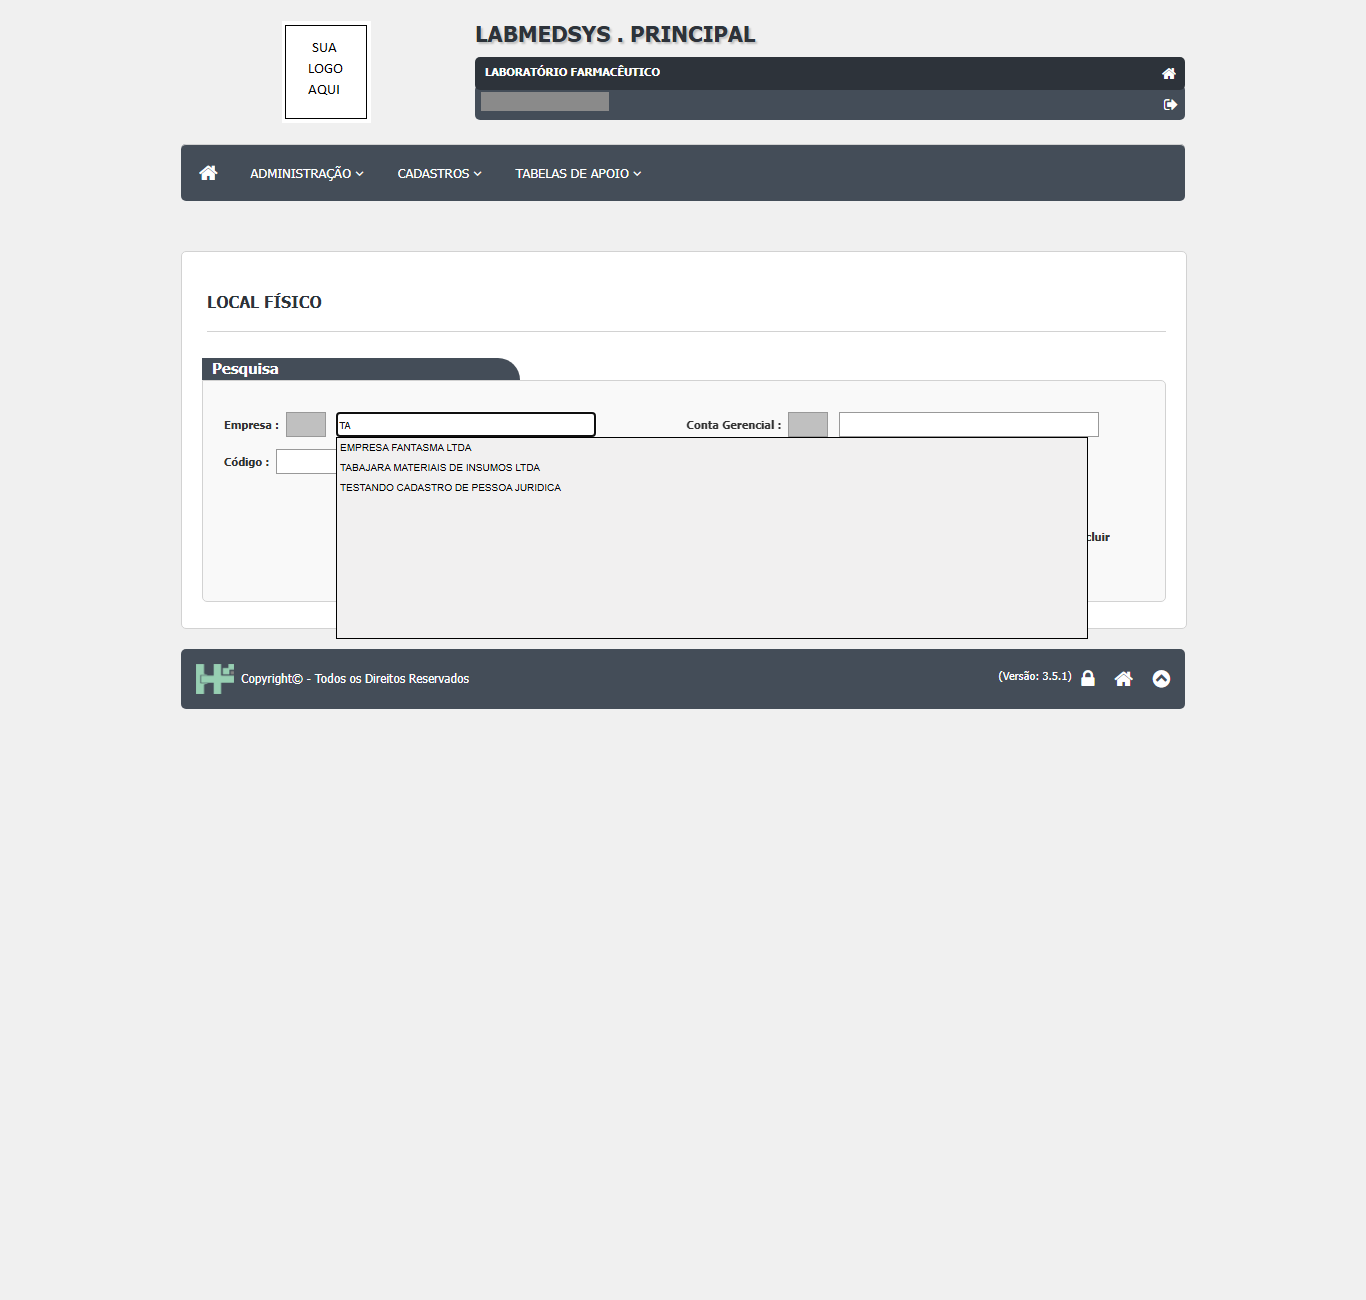 SUA
LOGO
AQUI
LABMEDSYS . PRINCIPAL
LABORATÓRIO FARMACÊUTICO
ADMINISTRAÇÃO CADASTROS TABELAS DE APOIO
LOCAL FÍSICO
Pesquisa
Empresa : TA Conta Gerencial :
EMPRESA FANTASMA LTDA
Código :
TABAJARA MATERIAIS DE INSUMOS LTDA
TESTANDO CADASTRO DE PESSOA JURIDICA
cluir
Copyright© - Todos os Direitos Reservados (Versão: 3.5.1)